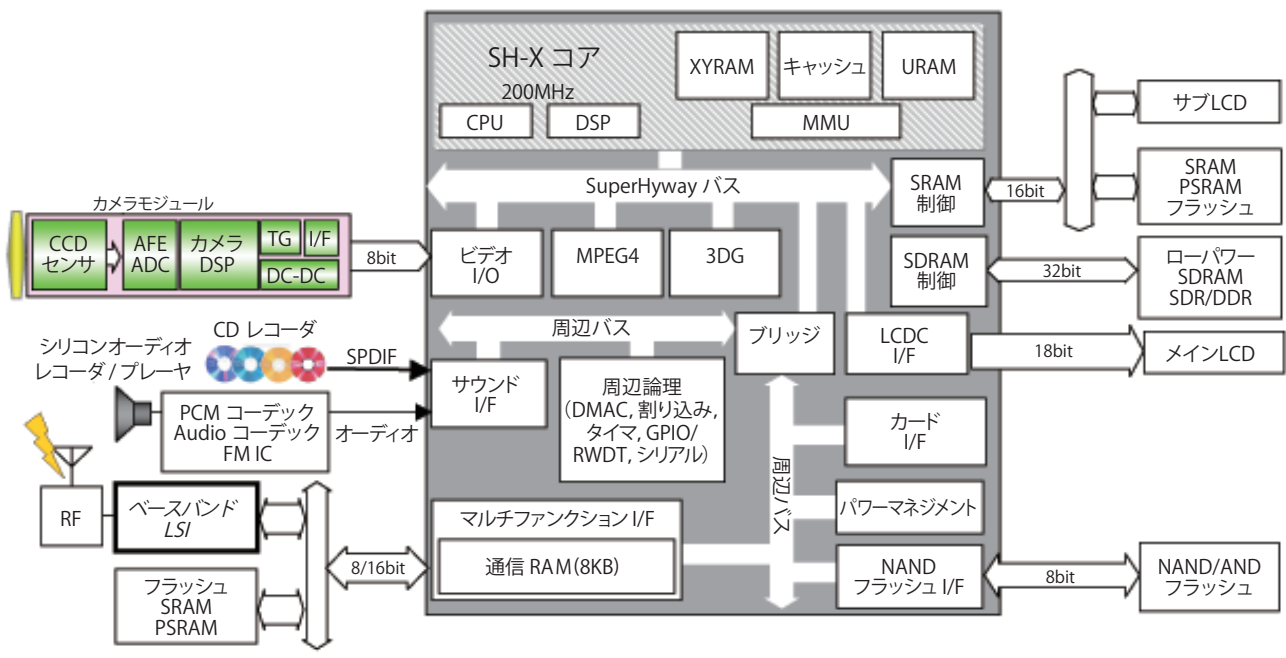 SH-X コア
200MHz
CPU
DSP
XYRAM
キャッシュ
URAM
MMU
SuperHyway バス
SRAM
制御
16bit
サブLCD
SRAM
PSRAM
フラッシュ
カメラモジュール
CCD
センサ
AFE
ADC
カメラ
DSP
TG
I/F
DC-DC
8bit
ビデオ
I/O
MPEG4
3DG
SDRAM
制御
32bit
ローパワー
SDRAM
SDR/DDR
周辺バス
ブリッジ
LCDC
I/F
18bit
メインLCD
CD レコーダ
シリコンオーディオ
レコーダ / プレーヤ
SPDIF
サウンド
I/F
周辺論理
(DMAC, 割り込み,
タイマ, GPIO/
RWDT, シリアル)
PCM コーデック
Audio コーデック
FM IC
オーディオ
カード
I/F
周辺バス
パワーマネジメント
RF
ベースバンド
LSI
マルチファンクション I/F
通信 RAM(8KB)
8/16bit
NAND
フラッシュ I/F
8bit
NAND/AND
フラッシュ
フラッシュ
SRAM
PSRAM